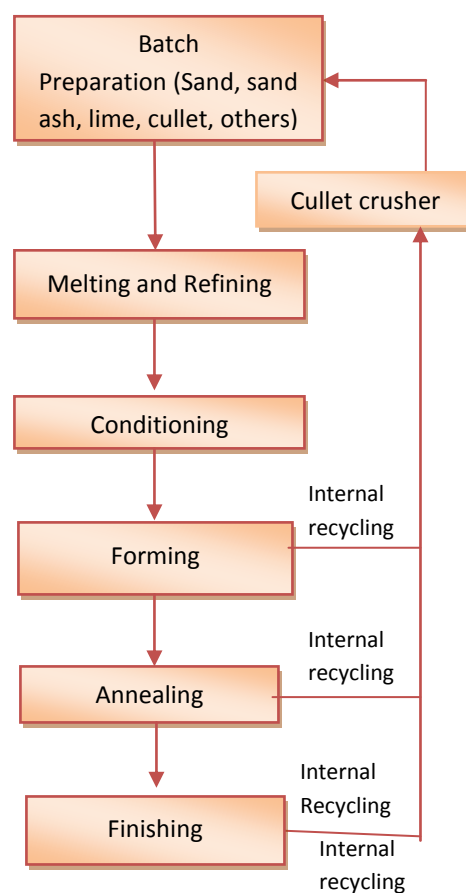 Batch
Preparation (Sand, sand
ash, lime, cullet, others)
Cullet crusher
Melting and Refining
Conditioning
Internal
recycling
Forming
Internal
recycling
Annealing
Internal
Recycling
Finishing
Internal
recycling